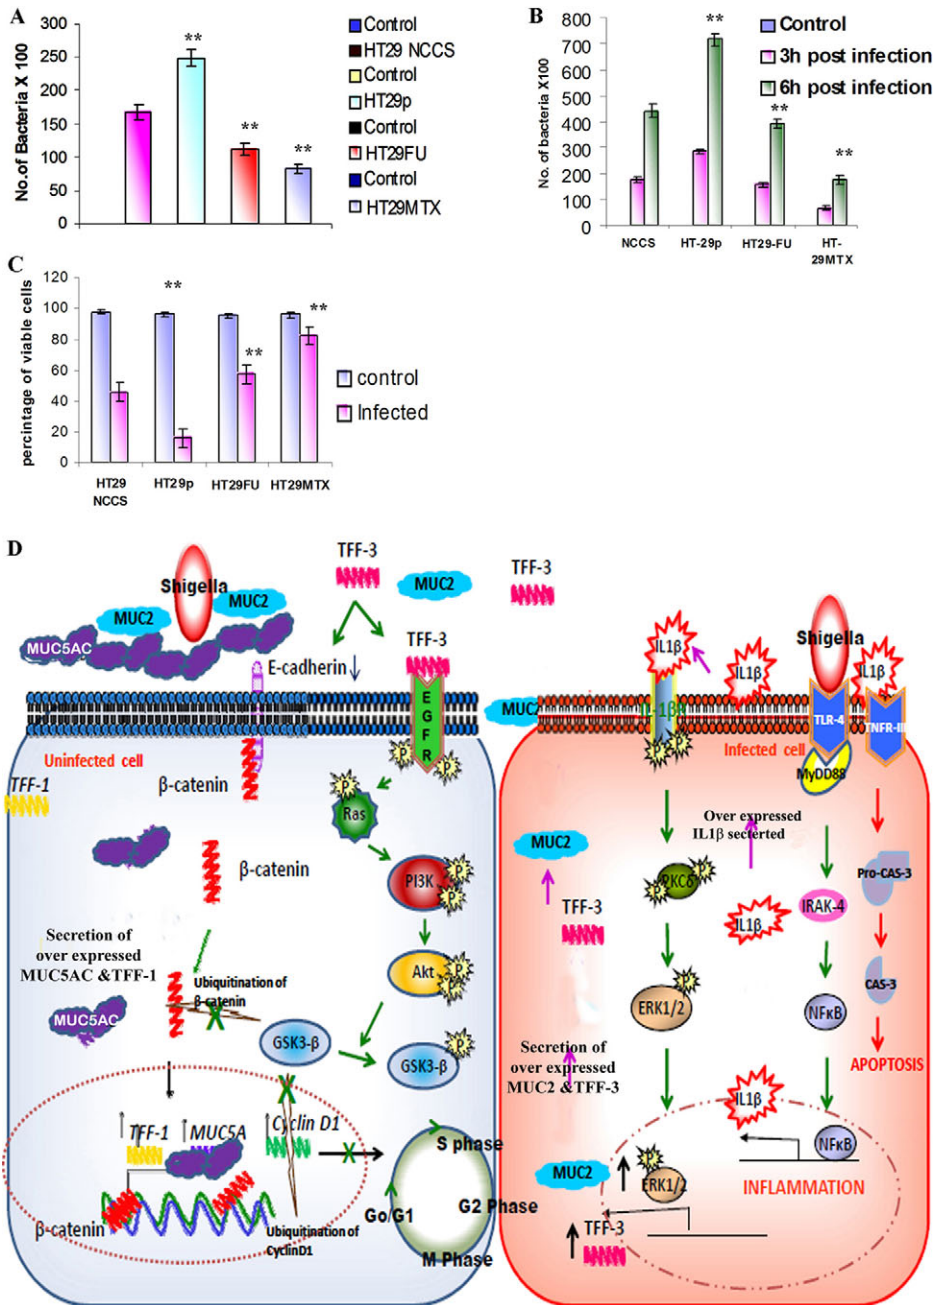 A
300
250
200
150
100
50
0
No.of Bacteria X 100
**
**
**
Control
HT29 NCCS
Control
HT29p
Control
HT29FU
Control
HT29MTX
B
800
700
600
400
300
200
100
0
No. of bacteria X100
**
**
**
NCCS
HT-29p
HT29-FU
HT-
29MTX
Control
3h post infection
6h post infection
C
120
100
80
60
40
20
0
percintage of viable cells
**
**
**
HT29
NCCS
HT29p
HT29FU
HT29MTX
control
Infected
D
Shigella
MUC2
MUC2
MUC5AC
TFF-3
MUC2
TFF-3
TFF-3
E-cadherin
EGFR
P
P
Uninfected cell
β-catenin
TFF-1
P
Ras
β-catenin
PI3K
P
P
Secretion of
over expressed
MUC5AC &TFF-1
Akt
P
P
Ubiquitination of
β-catenin
X
MUC5AC
GSK3-β
GSK3-β
P
X
TFF-1
MUC5A
Cyclin D1
X
S phase
G2 Phase
Go/G1
M Phase
β-catenin
Ubiquitination of
CyclinD1
IL1β
IL1β
Shigella
IL1β
MUC2
IL-1βR
TLR-4
TNFR-III
P
P
P
Infected cell
MyDD88
Over expressed
IL1β secterted
MUC2
TFF-3
PKCδ
P
P
IL1β
IRAK-4
Pro-CAS-3
CAS-3
P
ERK1/2
NFκB
APOPTOSIS
Secretion of
over expressed
MUC2 &TFF-3
IL1β
NFκB
MUC2
P
ERK1/2
INFLAMMATION
TFF-3